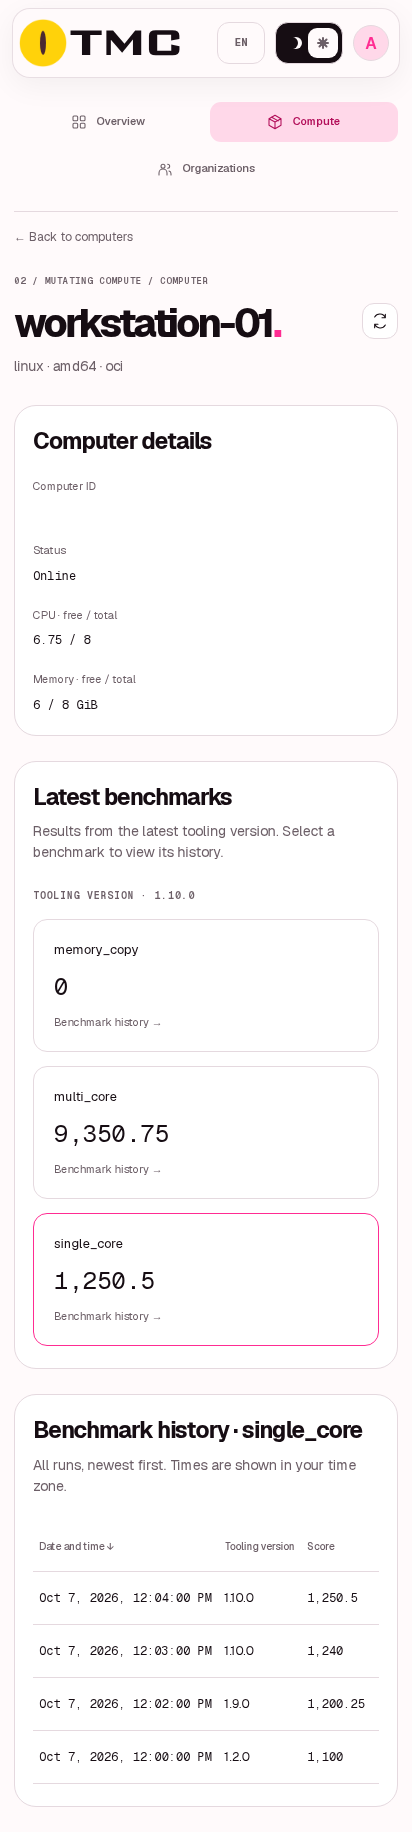 TMC
EN
A
Overview
Compute
Organizations
← Back to computers
02 / MUTATING COMPUTE / COMPUTER
workstation-01.
linux · amd64 · oci
Computer details
Computer ID
Status
Online
CPU · free / total
6.75 / 8
Memory · free / total
6 / 8 GiB
Latest benchmarks
Results from the latest tooling version. Select a
benchmark to view its history.
TOOLING VERSION · 1.10.0
memory_copy
0
Benchmark history →
multi_core
9,350.75
Benchmark history →
single_core
1,250.5
Benchmark history →
Benchmark history · single_core
All runs, newest first. Times are shown in your time
zone.
Date and time ↓ Tooling version Score
Oct 7, 2026, 12:04:00 PM 1.10.0 1,250.5
Oct 7, 2026, 12:03:00 PM 1.10.0 1,240
Oct 7, 2026, 12:02:00 PM 1.9.0 1,200.25
Oct 7, 2026, 12:00:00 PM 1.2.0 1,100